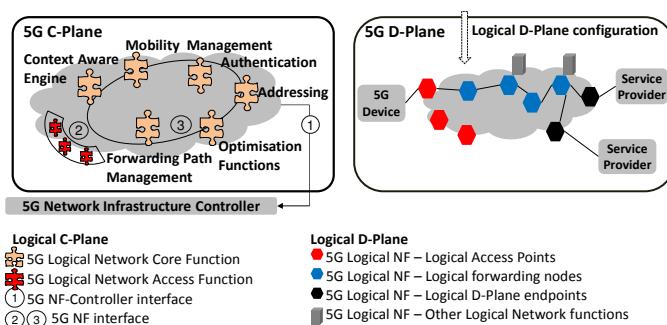 5G C-Plane
Mobility Management
Authentication
Context Aware
Engine
Addressing
1
2
3
Optimisation
Functions
Forwarding Path
Management
5G Network Infrastructure Controller
5G D-Plane
Logical D-Plane configuration
5G
Device
Service
Provider
Service
Provider
Logical C-Plane
5G Logical Network Core Function
5G Logical Network Access Function
1 5G NF-Controller interface
2 3 5G NF interface
Logical D-Plane
5G Logical NF – Logical Access Points
5G Logical NF – Logical forwarding nodes
5G Logical NF – Logical D-Plane endpoints
5G Logical NF – Other Logical Network functions